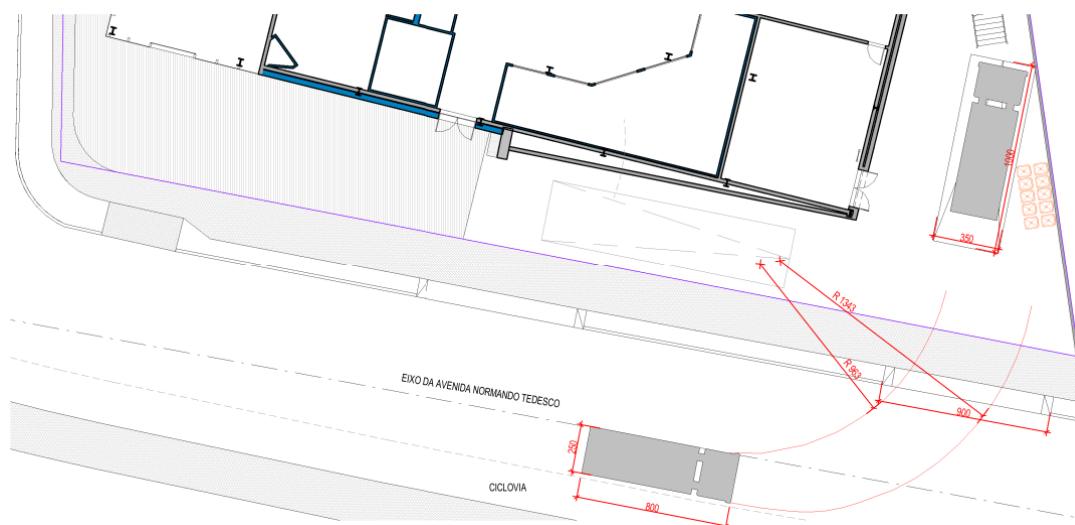 1000
350
R 1343
R 963
900
EIXO DA AVENIDA NORMANDO TEDESCO
250
CICLOVIA
800